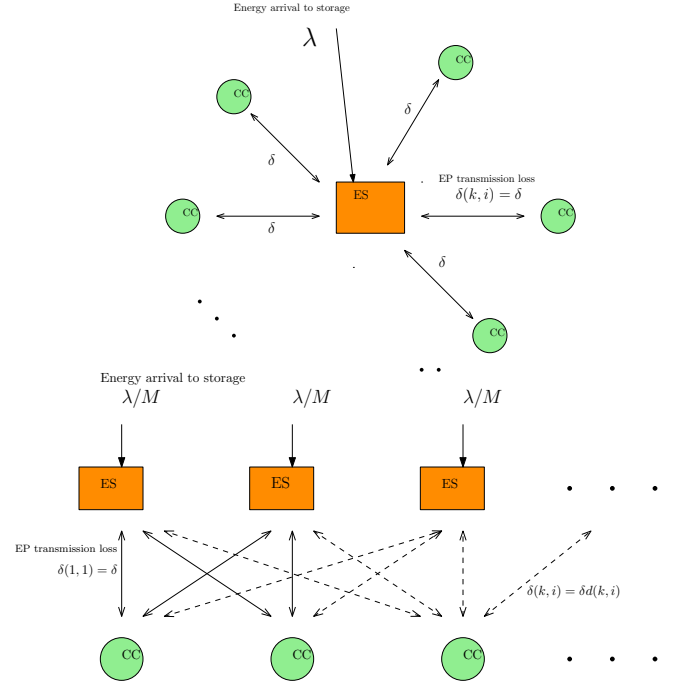 Energy arrival to storage
λ
CC
CC
δ
δ
EP transmission loss
δ(k, i) = δ
ES
CC
CC
δ
δ
CC
Energy arrival to storage
λ/M
λ/M
λ/M
ES
ES
ES
EP transmission loss
δ(1, 1) = δ
δ(k, i) = δd(k, i)
CC
CC
CC